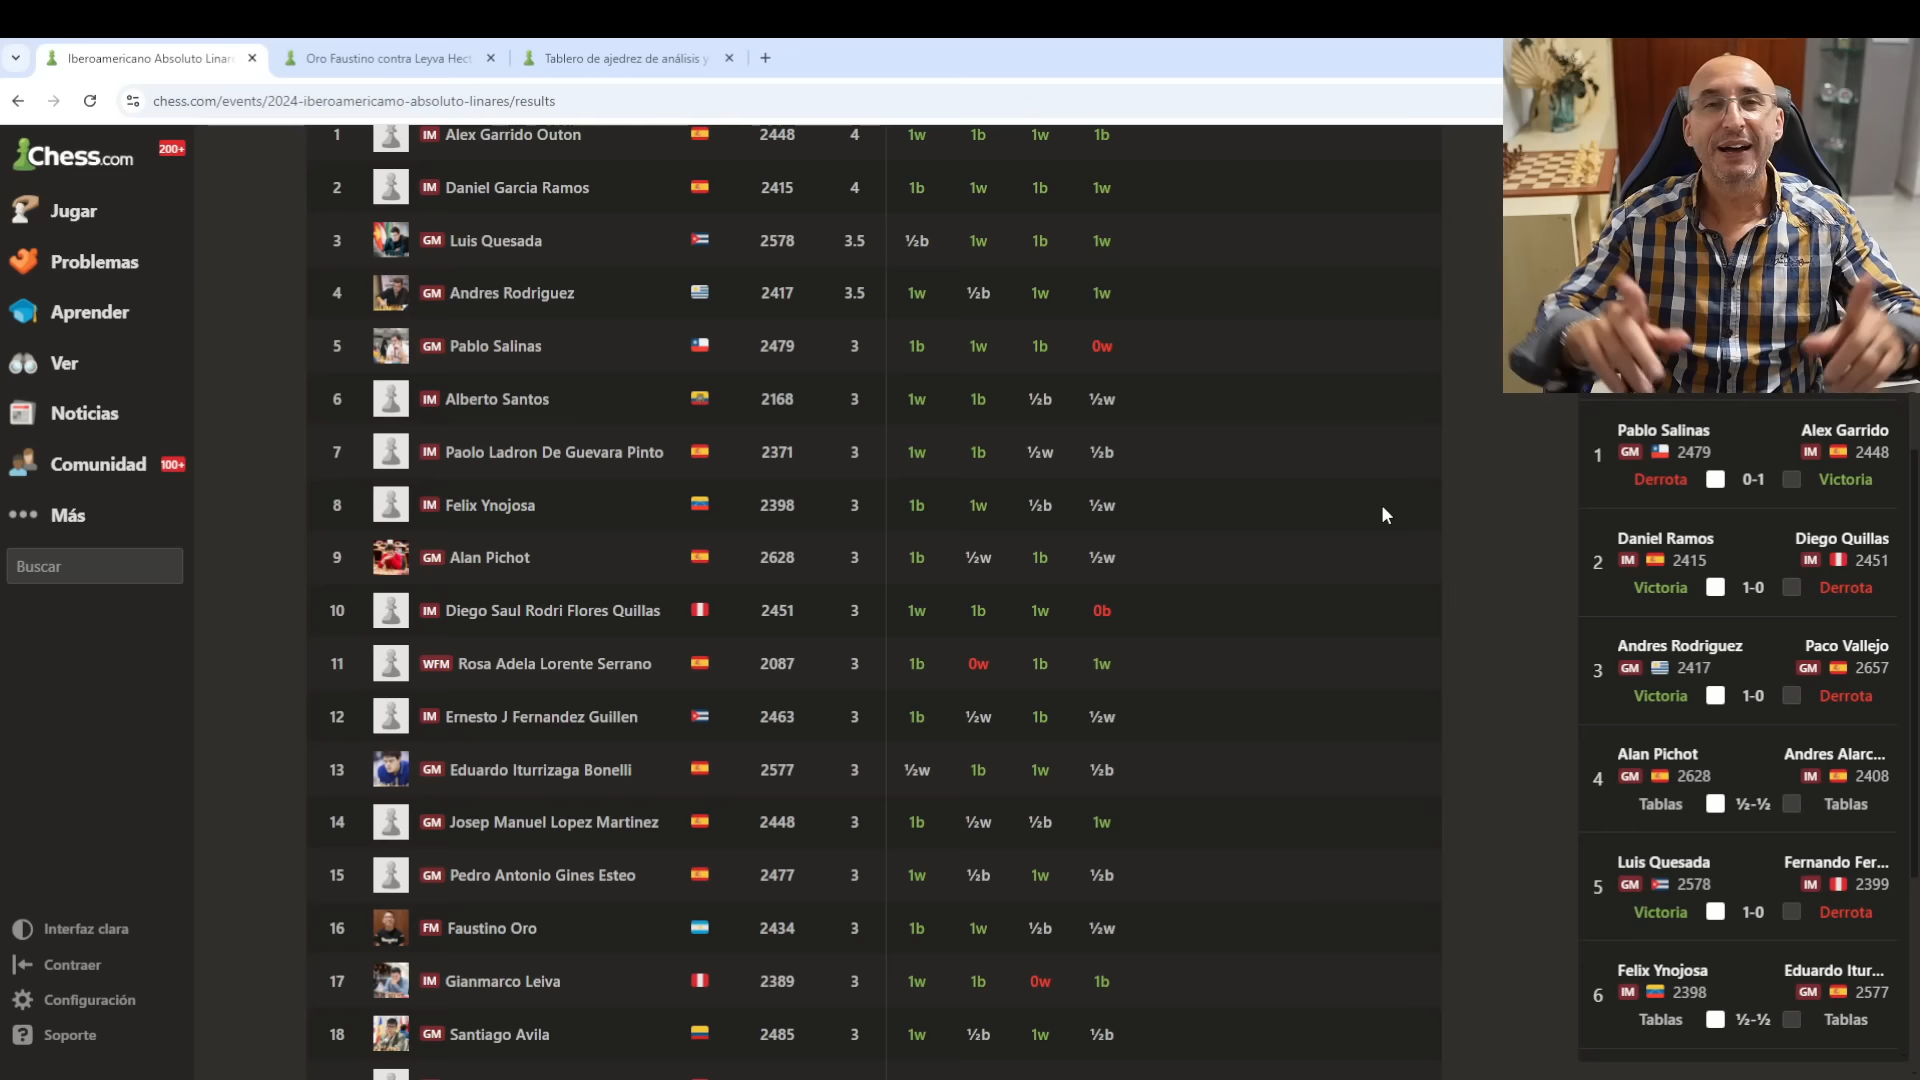 Iberoamericano Absoluto Linar
Oro Faustino contra Leyva Hect
Tablero de ajedrez de análisis y
chess.com/events/2024-iberoamericamo-absoluto-linares/results
Chess.com
200+
Jugar
Problemas
Aprender
Ver
Noticias
Comunidad 100+
Más
Buscar
Interfaz clara
Contraer
Configuración
Soporte
1 IM Alex Garrido Outon 2448 4 1w 1b 1w 1b
2 IM Daniel Garcia Ramos 2415 4 1b 1w 1b 1w
3 GM Luis Quesada 2578 3.5 ½b 1w 1b 1w
4 GM Andres Rodriguez 2417 3.5 1w ½b 1w 1w
5 GM Pablo Salinas 2479 3 1b 1w 1b 0w
6 IM Alberto Santos 2168 3 1w 1b ½b ½w
7 IM Paolo Ladron De Guevara Pinto 2371 3 1w 1b ½w ½b
8 IM Felix Ynojosa 2398 3 1b 1w ½b ½w
9 GM Alan Pichot 2628 3 1b ½w 1b ½w
10 IM Diego Saul Rodri Flores Quillas 2451 3 1w 1b 1w 0b
11 WFM Rosa Adela Lorente Serrano 2087 3 1b 0w 1b 1w
12 IM Ernesto J Fernandez Guillen 2463 3 1b ½w 1b ½w
13 GM Eduardo Iturrizaga Bonelli 2577 3 ½w 1b 1w ½b
14 GM Josep Manuel Lopez Martinez 2448 3 1b ½w ½b 1w
15 GM Pedro Antonio Gines Esteo 2477 3 1w ½b 1w ½b
16 FM Faustino Oro 2434 3 1b 1w ½b ½w
17 IM Gianmarco Leiva 2389 3 1w 1b 0w 1b
18 GM Santiago Avila 2485 3 1w ½b 1w ½b
Pablo Salinas Alex Garrido
1 GM 2479 IM 2448
Derrota 0-1 Victoria
Daniel Ramos Diego Quillas
2 IM 2415 IM 2451
Victoria 1-0 Derrota
Andres Rodriguez Paco Vallejo
3 GM 2417 GM 2657
Victoria 1-0 Derrota
Alan Pichot Andres Alarc...
4 GM 2628 IM 2408
Tablas ½-½ Tablas
Luis Quesada Fernando Fer...
5 GM 2578 IM 2399
Victoria 1-0 Derrota
Felix Ynojosa Eduardo Itur...
6 IM 2398 GM 2577
Tablas ½-½ Tablas